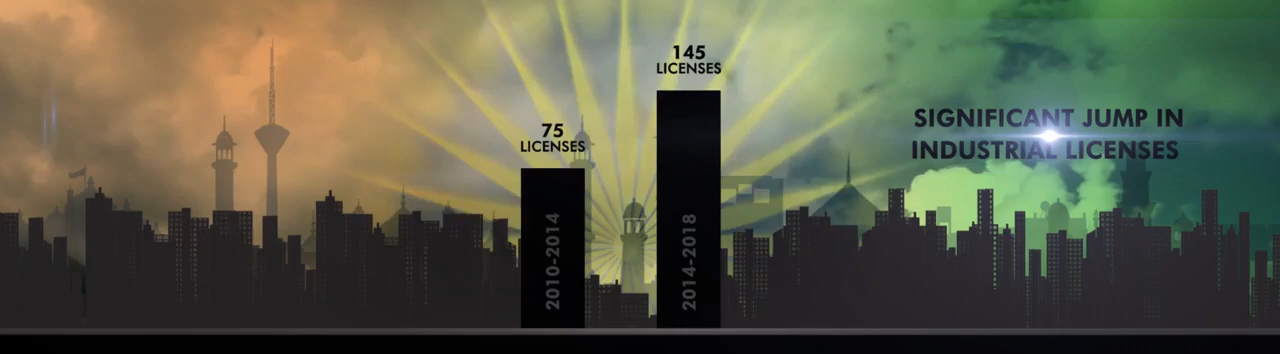 145
LICENSES
75
LICENSES
2010-2014
2014-2018
SIGNIFICANT JUMP IN
INDUSTRIAL LICENSES